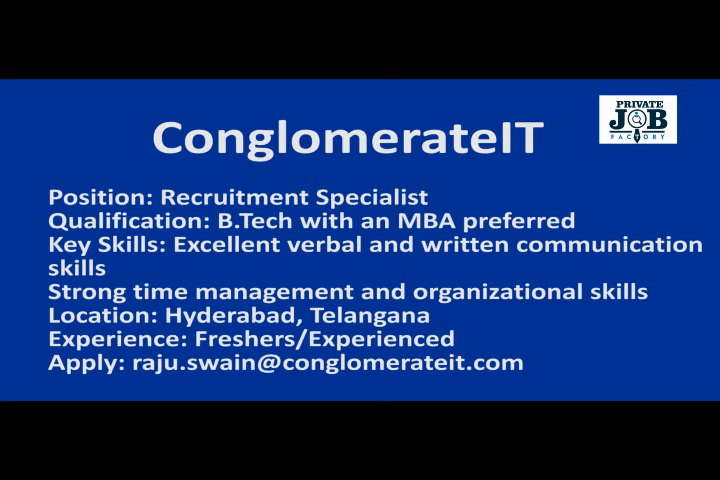 PRIVATE
JOB
FACTORY
ConglomerateIT
Position: Recruitment Specialist
Qualification: B.Tech with an MBA preferred
Key Skills: Excellent verbal and written communication
skills
Strong time management and organizational skills
Location: Hyderabad, Telangana
Experience: Freshers/Experienced
Apply: raju.swain@conglomerateit.com